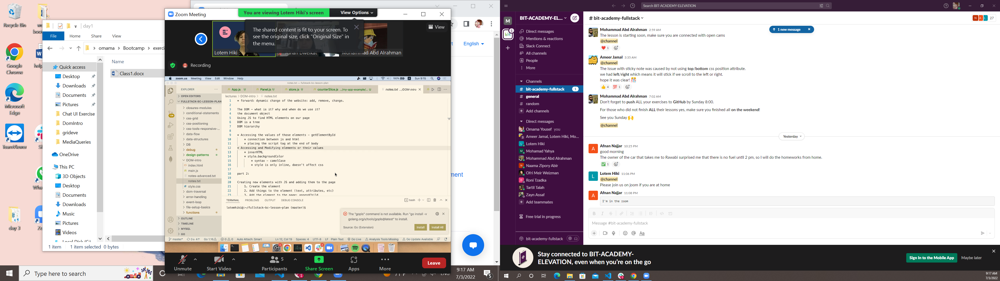 Recycle Bin
Google
Chrome
Microsoft
Edge
TeamViewer
day 3
day1
File
Home
Share
View
omama
Bootcamp
Name
Quick access
Desktop
Downloads
Documents
Pictures
Chat UI Exercise
DomIntro
grideve
MediaQueries
OneDrive
This PC
3D Objects
Desktop
Documents
Downloads
Music
Pictures
Videos
Class1.docx
1 item
1 item selected 0 bytes
Type here to search
Zoom Meeting
You are viewing Lotem Hiki's screen
View Options
The shared content is fit to your screen. To
see the original size, click "Original Size" in
the menu.
View
Lotem Hiki
Mohammad Abd Alrahman
Recording
zoom.us Meeting View Edit Window Help
100%
Sun 9:15
notes.txt — fullstack-bc-lesson-plan
EXPLORER
OPEN EDITORS
FULLSTACK-BC-LESSON-PLAN
closures-modules
conditional-statements
css-grid
css-positioning
css-tools-responsive-...
data-flow
data-structures
DB
debug
design-patterns
DOM-intro
index.html
JS main.js
notes-advanced.txt
notes.txt
# style.css
dom-traversal
error-handling
event-loop
file-setup-basics
functions
OUTLINE
TIMELINE
MYSQL
GO
JS App.js U
JS Panel.js U
JS store.js U
JS counterSlice.js .../my-app-example/... U
notes.txt .../DOM-intro
lectures > DOM-intro > notes.txt
1 * forward: dynamic change of the website: add, remove, change.
2
3 The DOM - what is it? why and when do we use it?
4 the document object
5 Using JS to find HTML elements on our page
6 DOM is a tree
7 DOM hierarchy
8
9 * Accessing the values of those elements - getElementById
10 * connection between js and html
11 * placing the script tag at the end of body
12 * Accessing and Modifying elements or their values
13 * innerHTML
14 * style.backgroundColor
15 * syntax - camelCase
16 * style is only inline, doesn't affect css
17
18 part 2:
19
20 Creating new elements with JS and adding them to the page
21 1. Create the element
22 2. Add things to the element (text, attributes, etc)
23 3. Add the element to the page: appendChild
TERMINAL PROBLEMS OUTPUT DEBUG CONSOLE
bash
lotemhiki@:~/fullstack-bc-lesson-plan (master)$
The "gopls" command is not available. Run "go install -v
golang.org/x/tools/gopls@latest" to install.
Source: Go (Extension)
Install
Install All
master*
0↓ 4↑
Go 1.16
0 0
Auto Attach: Smart
Ln 12, Col 19
Spaces: 4
UTF-8
LF
Plain Text
Go Live
Analysis Tools Missing
Go Update Available
Unmute
Start Video
5
Participants
Share Screen
Apps
More
Leave
English
ment
9:17 AM
7/3/2022
5
Search BIT-ACADEMY-ELEVATION
M
bit
1
BIT-ACADEMY-EL...
Direct messages
Mentions & reactions
Slack Connect
All channels
People
More
Channels
# bit-academy-fullstack 1
# general
# random
Add channels
Direct messages
Omama Yousef you
3 Ameer Jamal, Lotem Hiki, Mo...
L Lotem Hiki
M Mohamad Yahya
Mohammad Abd Alrahman
N Naama Zipory Abir
Ofri Meir Weizman
R Roni Tzadka
Tartil Talah
Zayn Assaf
Add teammates
Free trial in progress
bit-academy-fullstack
# bit-academy-fullstack
N A L 27
1 new message
Mohammad Abd Alrahman 2:59 AM
The lesson is starting soon, make sure you are connected with open cams
@channel
1
Ameer Jamal 3:35 AM
@channel
The issue with sticky note was caused by not using top/bottom css position attribute.
we had left/right which means it will stick if we scroll to the left or right.
hope it was clear!
4 1
Mohammad Abd Alrahman 7:02 AM
Don't forget to push ALL your exercises to GitHub by Sunday 8:00.
For those who did not finish ALL their lessons yet, make sure you finished all on the weekend!
See you Sunday
@channel
Yesterday
A Afnan Najjar 10:25 PM
good morning
The owner of the car that takes me to Rawabi surprised me that there is no fuel until 2 pm, so I will do the homeworks from home.
1
L Lotem Hiki 11:06 PM
@channel
Please join us on joom if you are at home
A Afnan Najjar 11:08 PM
I'm in the zoom
Message #bit-academy-fullstack
Stay connected to BIT-ACADEMY-
ELEVATION, even when you're on the go
Sign In to the Mobile App
Maybe later
9:17 AM